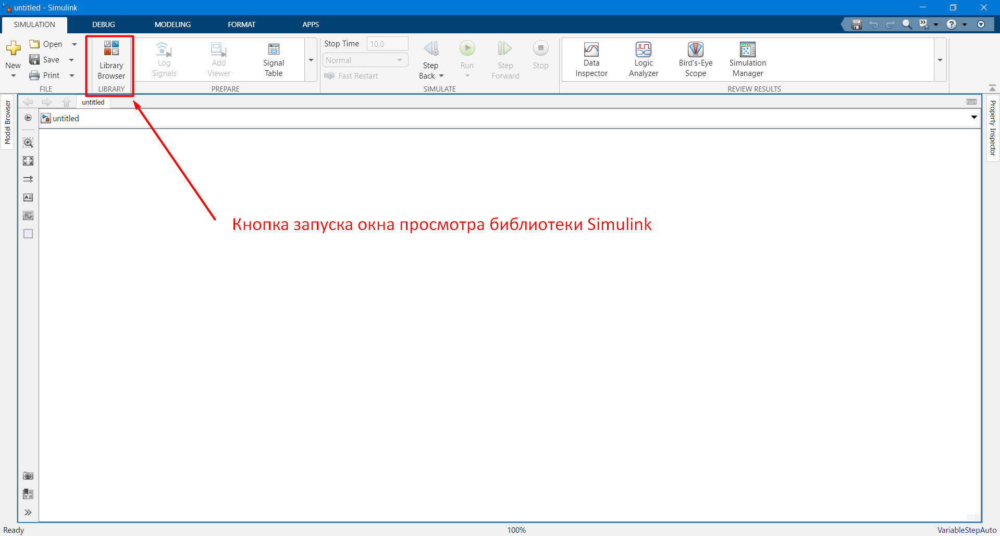 untitled - Simulink
SIMULATION DEBUG MODELING FORMAT APPS
New
Open
Save
Print
FILE
Library
Browser
LIBRARY
Log
Signals
Add
Viewer
Signal
Table
PREPARE
Stop Time 10.0
Normal
Fast Restart
Step
Back
Run
Step
Forward
Stop
SIMULATE
Data
Inspector
Logic
Analyzer
Bird's-Eye
Scope
Simulation
Manager
REVIEW RESULTS
Model Browser
untitled
untitled
Property Inspector
Кнопка запуска окна просмотра библиотеки Simulink
Ready 100% VariableStepAuto